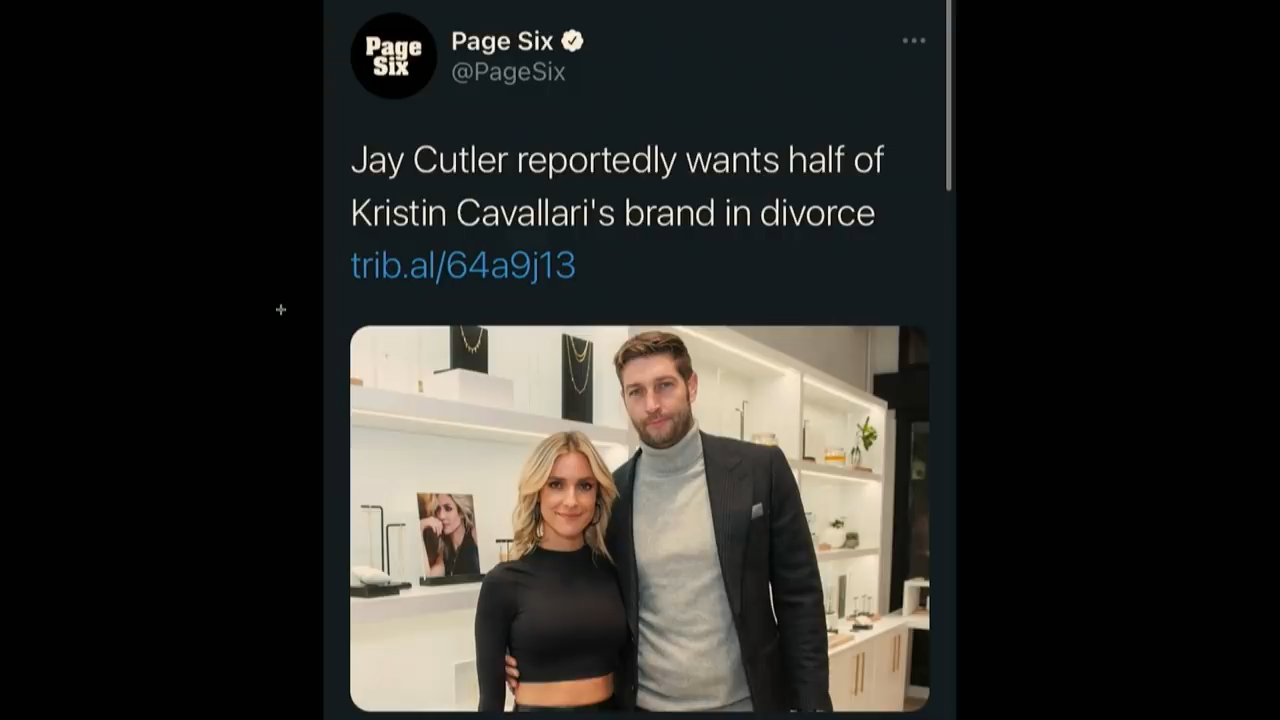 Page
Six
Page Six
@PageSix
Jay Cutler reportedly wants half of
Kristin Cavallari's brand in divorce
trib.al/64a9j13